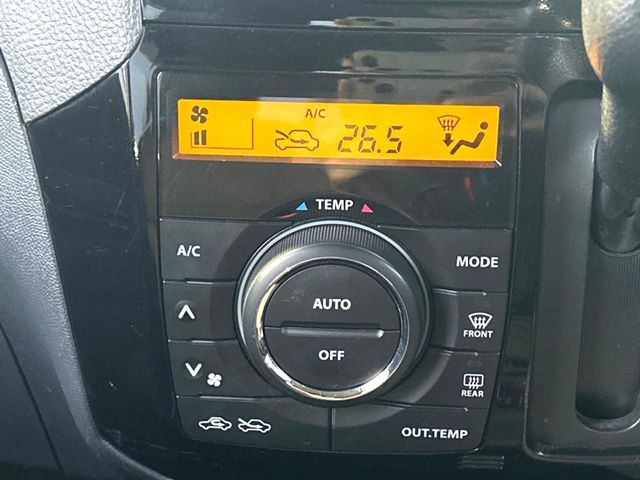 A/C
26.5
TEMP
A/C
MODE
AUTO
OFF
FRONT
REAR
OUT.TEMP